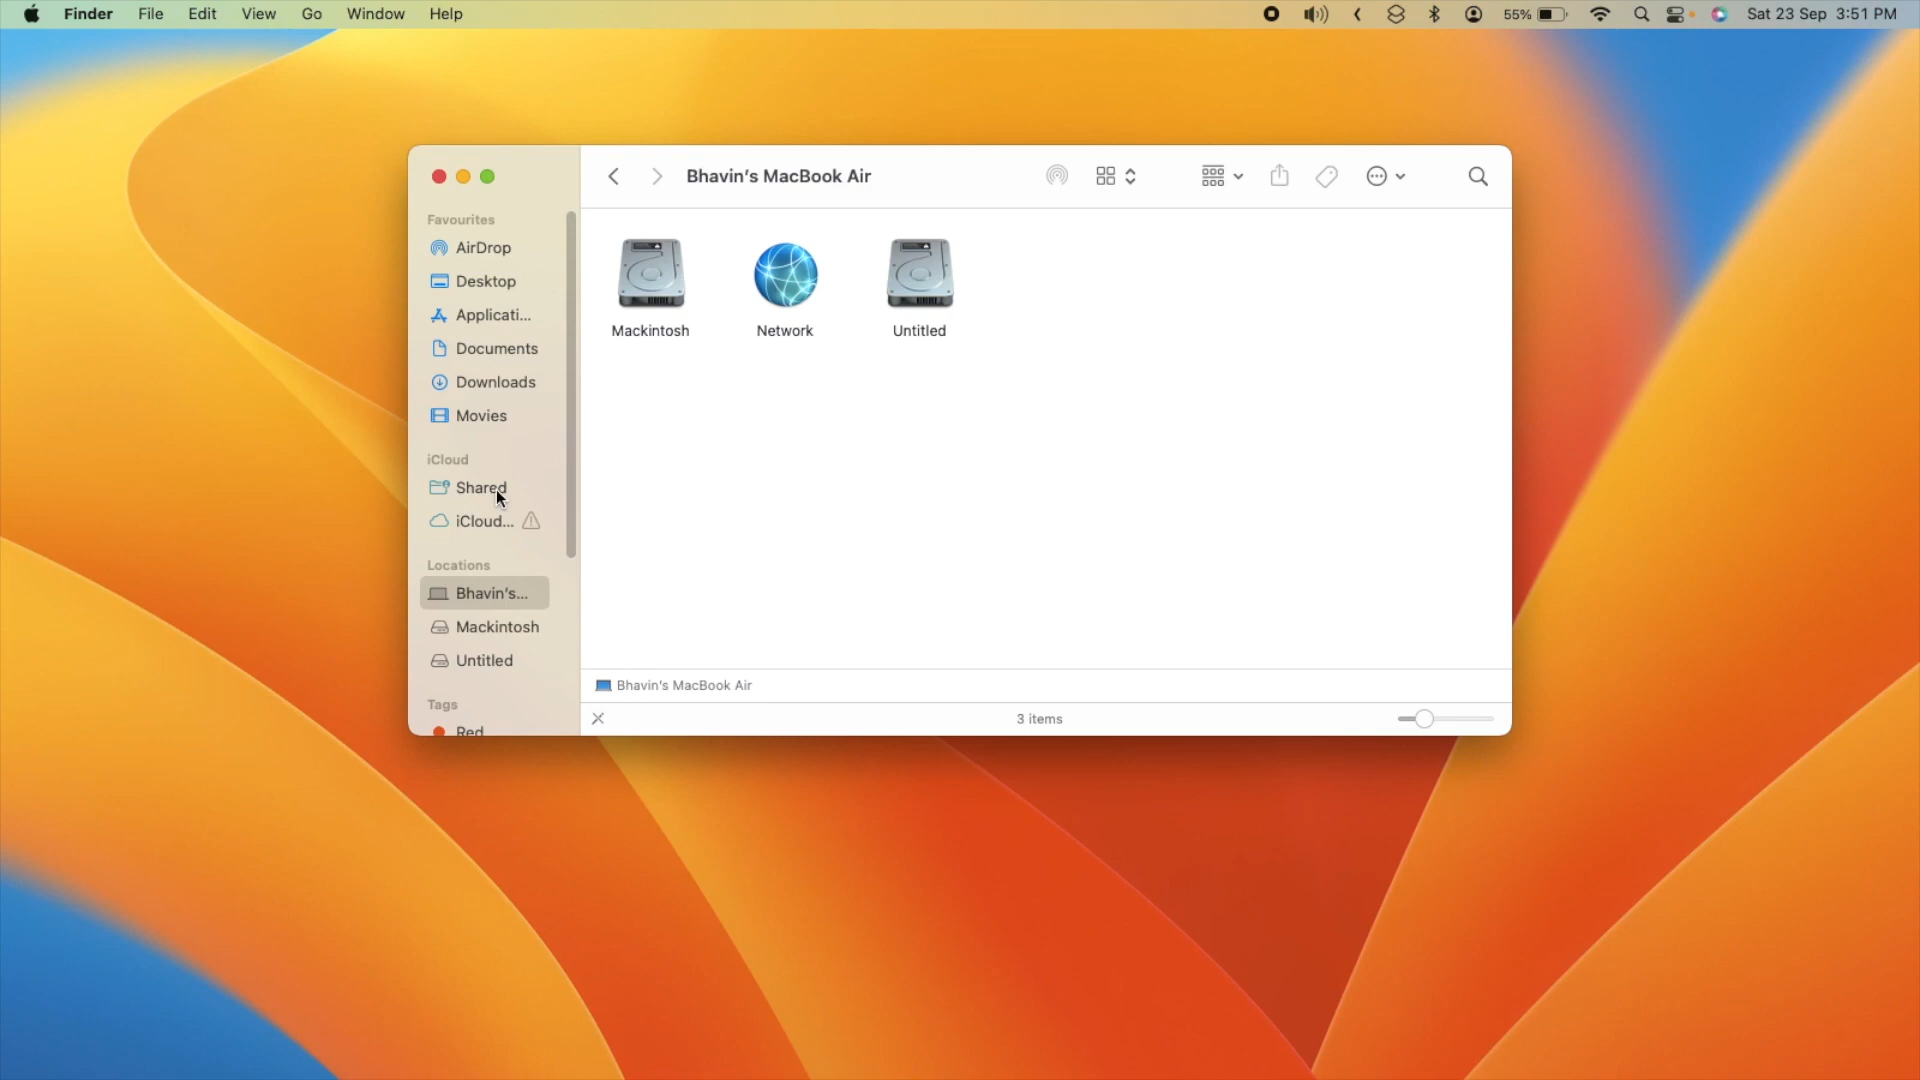 Finder File Edit View Go Window Help 55% Sat 23 Sep 3:51 PM
Bhavin's MacBook Air
Favourites
AirDrop
Desktop
Applicati...
Documents
Downloads
Movies
iCloud
Shared
iCloud...
Locations
Bhavin's...
Mackintosh
Untitled
Tags
Red
Mackintosh Network Untitled
Bhavin's MacBook Air
3 items